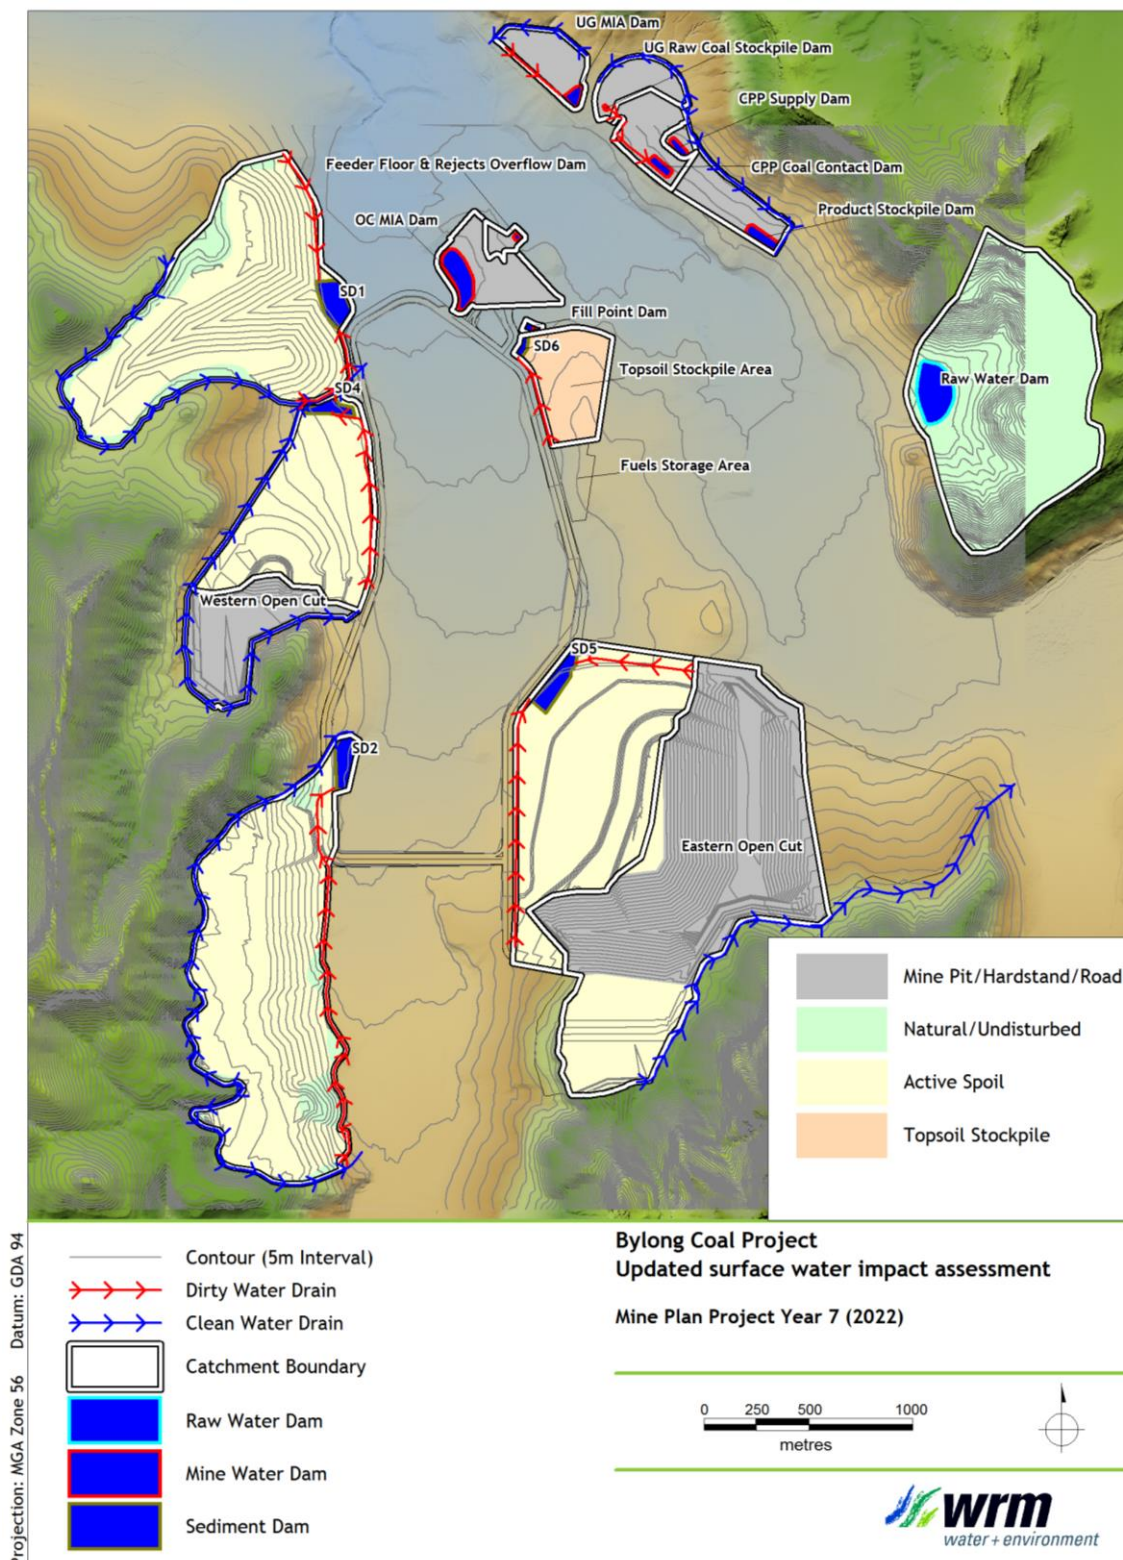 UG MIA Dam
UG Raw Coal Stockpile Dam
CPP Supply Dam
Feeder Floor & Rejects Overflow Dam
CPP Coal Contact Dam
OC MIA Dam
Product Stockpile Dam
SD1
Fill Point Dam
SD6
Topsoil Stockpile Area
Raw Water Dam
SD4
Fuels Storage Area
Western Open Cut
SD5
SD2
Eastern Open Cut
Mine Pit/Hardstand/Road
Natural/Undisturbed
Active Spoil
Topsoil Stockpile
Projection: MGA Zone 56 Datum: GDA 94
Contour (5m Interval)
Dirty Water Drain
Clean Water Drain
Catchment Boundary
Raw Water Dam
Mine Water Dam
Sediment Dam
Bylong Coal Project
Updated surface water impact assessment
Mine Plan Project Year 7 (2022)
0 250 500 1000
metres
wrm
water + environment